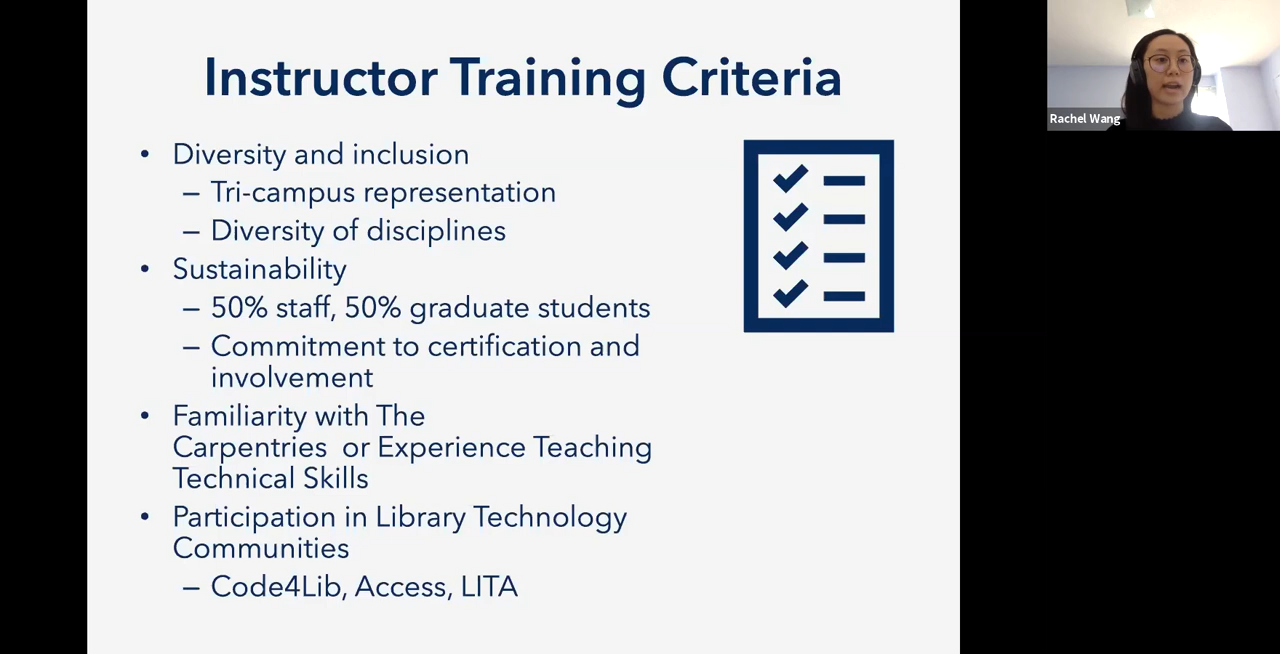 Instructor Training Criteria
• Diversity and inclusion
– Tri-campus representation
– Diversity of disciplines
• Sustainability
– 50% staff, 50% graduate students
– Commitment to certification and
involvement
• Familiarity with The
Carpentries  or Experience Teaching
Technical Skills
• Participation in Library Technology
Communities
– Code4Lib, Access, LITA
Rachel Wang